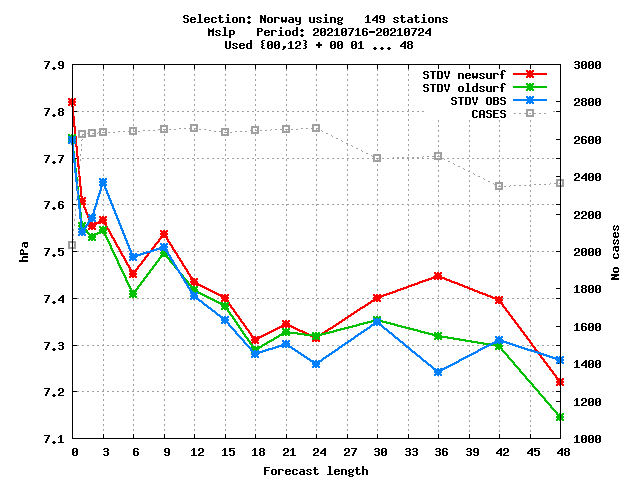 Selection: Norway using   149 stations
Mslp   Period: 20210716-20210724
Used {00,12} + 00 01 ... 48
STDV newsurf
STDV oldsurf
STDV OBS
CASES
7.9
7.8
7.7
7.6
7.5
7.4
7.3
7.2
7.1
hPa
3000
2800
2600
2400
2200
2000
1800
1600
1400
1200
1000
No cases
0 3 6 9 12 15 18 21 24 27 30 33 36 39 42 45 48
Forecast length